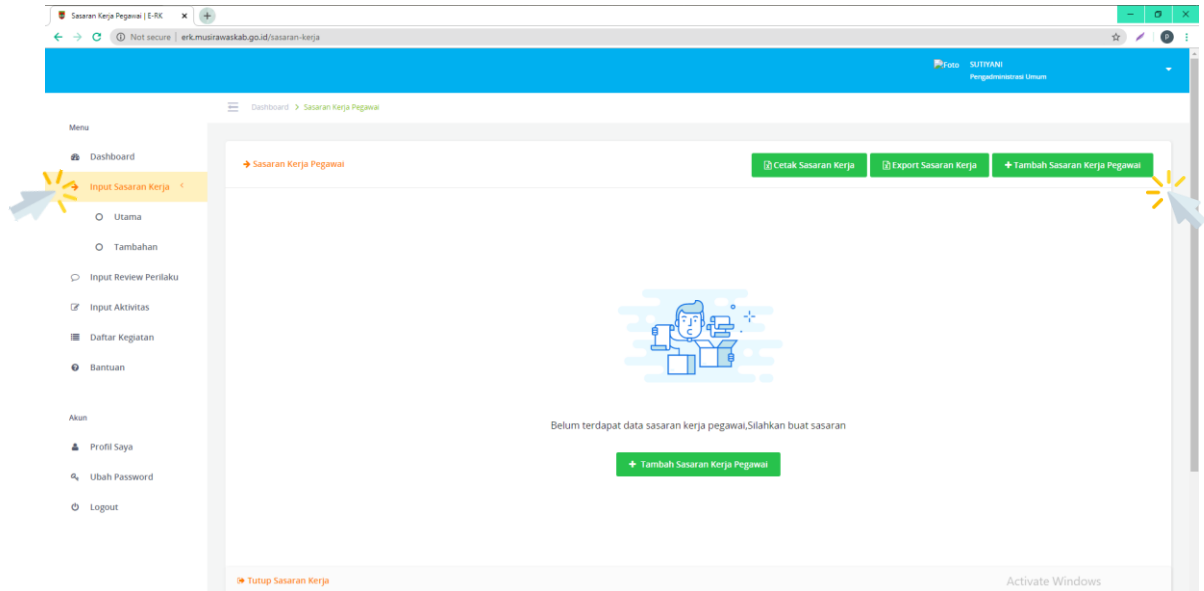 Sasaran Kerja Pegawai | E-RK
Not secure | erk.musirawaskab.go.id/sasaran-kerja
P
Foto
SUTIYANI
Pengadministrasi Umum
Dashboard > Sasaran Kerja Pegawai
Menu
Dashboard
Input Sasaran Kerja
Utama
Tambahan
Input Review Perilaku
Input Aktivitas
Daftar Kegiatan
Bantuan
Akun
Profil Saya
Ubah Password
Logout
Sasaran Kerja Pegawai
Cetak Sasaran Kerja
Export Sasaran Kerja
+ Tambah Sasaran Kerja Pegawai
Belum terdapat data sasaran kerja pegawai,Silahkan buat sasaran
+ Tambah Sasaran Kerja Pegawai
Tutup Sasaran Kerja
Activate Windows